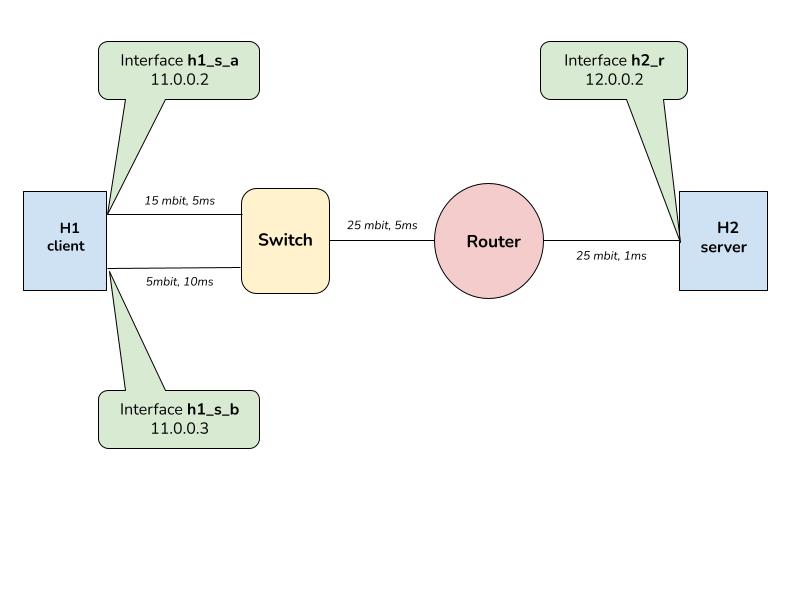 Interface h1_s_a
11.0.0.2
Interface h2_r
12.0.0.2
15 mbit, 5ms
H1
client
Switch
25 mbit, 5ms
Router
H2
server
25 mbit, 1ms
5mbit, 10ms
Interface h1_s_b
11.0.0.3